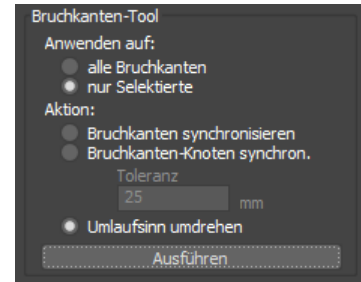 Bruchkanten-Tool
Anwenden auf:
alle Bruchkanten
nur Selektierte
Aktion:
Bruchkanten synchronisieren
Bruchkanten-Knoten synchron.
Toleranz
25 mm
Umlaufsinn umdrehen
Ausführen